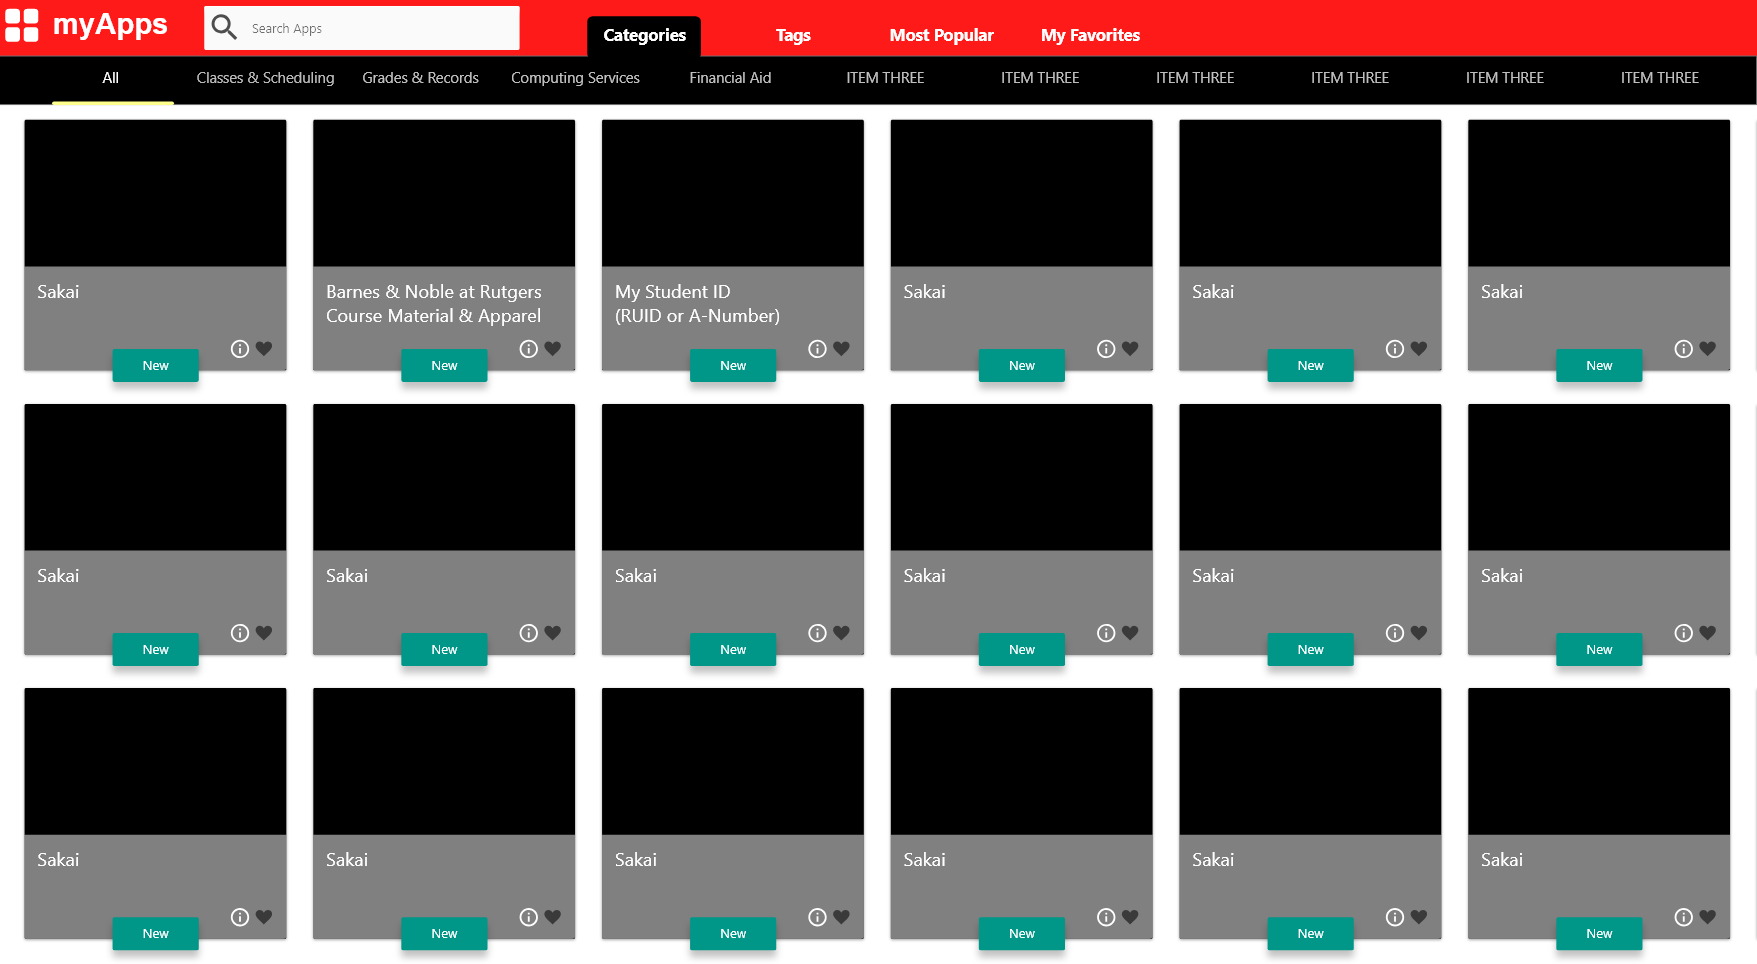 myApps
Search Apps
Categories
Tags
Most Popular
My Favorites
All
Classes & Scheduling
Grades & Records
Computing Services
Financial Aid
ITEM THREE
ITEM THREE
ITEM THREE
ITEM THREE
ITEM THREE
ITEM THREE
Sakai
New
Barnes & Noble at Rutgers
Course Material & Apparel
New
My Student ID
(RUID or A-Number)
New
Sakai
New
Sakai
New
Sakai
New
Sakai
New
Sakai
New
Sakai
New
Sakai
New
Sakai
New
Sakai
New
Sakai
New
Sakai
New
Sakai
New
Sakai
New
Sakai
New
Sakai
New